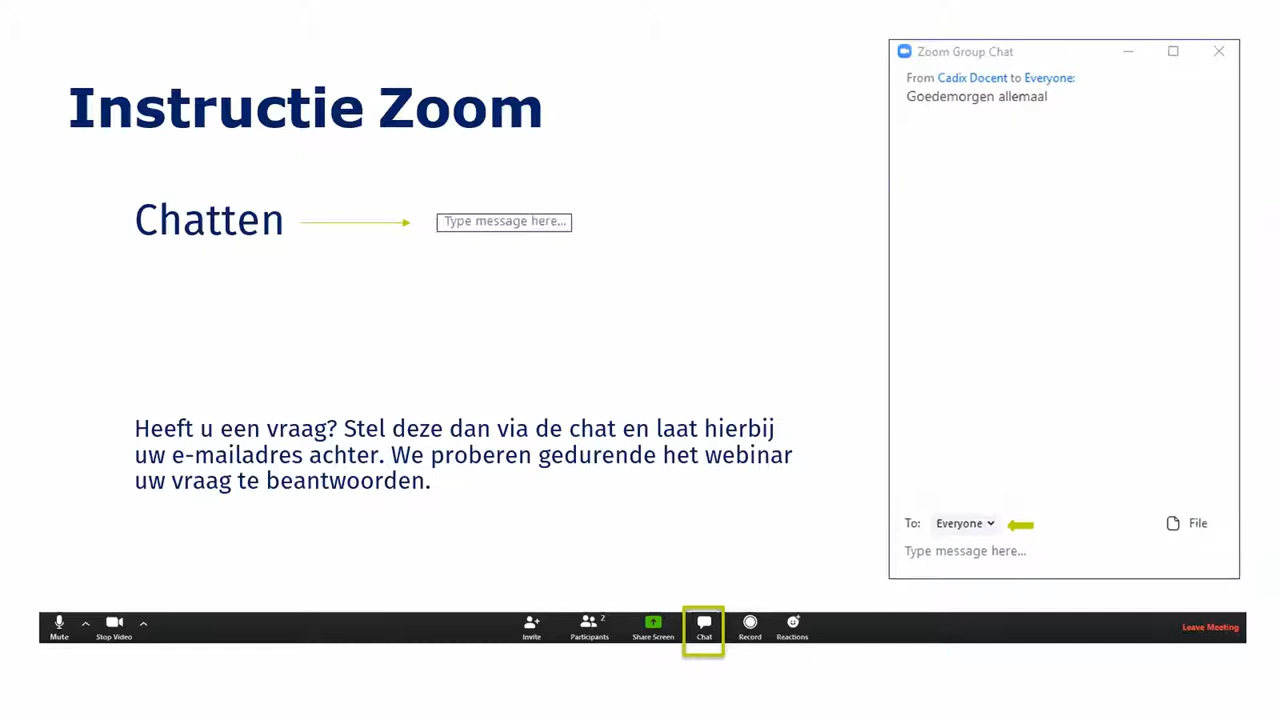 Instructie Zoom
Chatten
Type message here...
Heeft u een vraag? Stel deze dan via de chat en laat hierbij
uw e-mailadres achter. We proberen gedurende het webinar
uw vraag te beantwoorden.
Zoom Group Chat
From Cadix Docent to Everyone:
Goedemorgen allemaal
To: Everyone File
Type message here...
Mute Stop Video Invite Participants 2 Share Screen Chat Record Reactions Leave Meeting